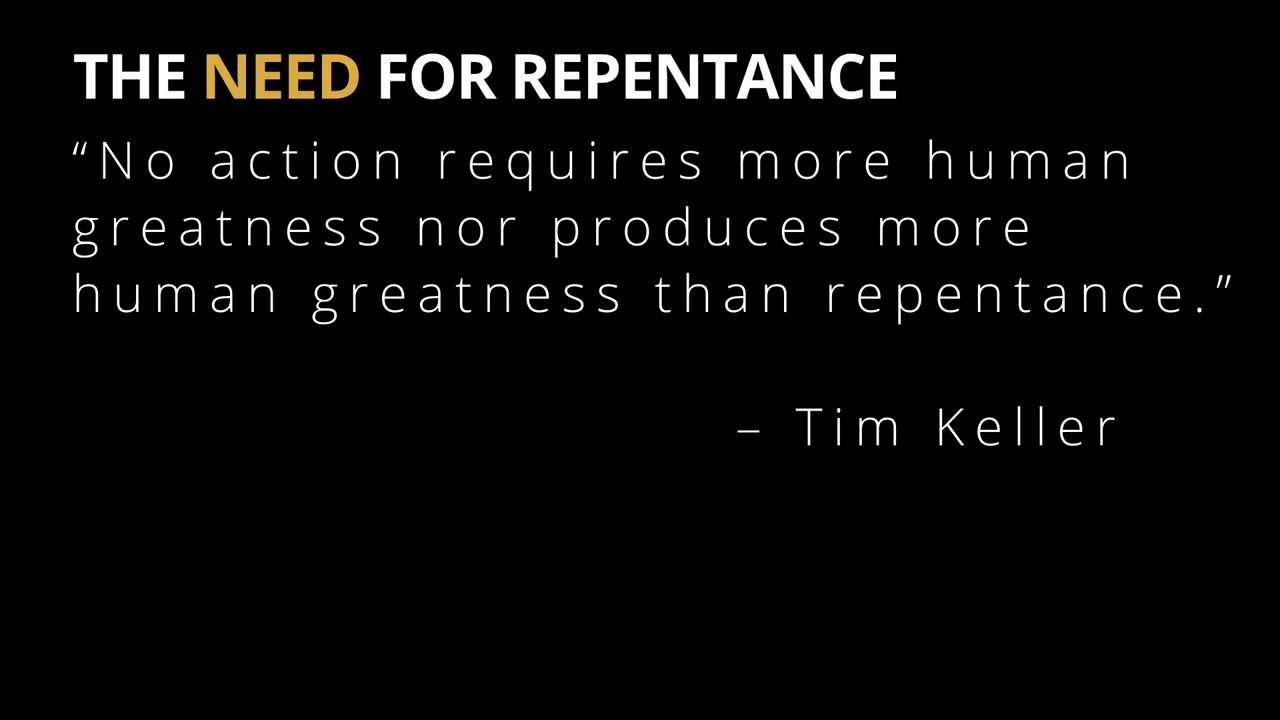 THE NEED FOR REPENTANCE
“No action requires more human
greatness nor produces more
human greatness than repentance.”
– Tim Keller